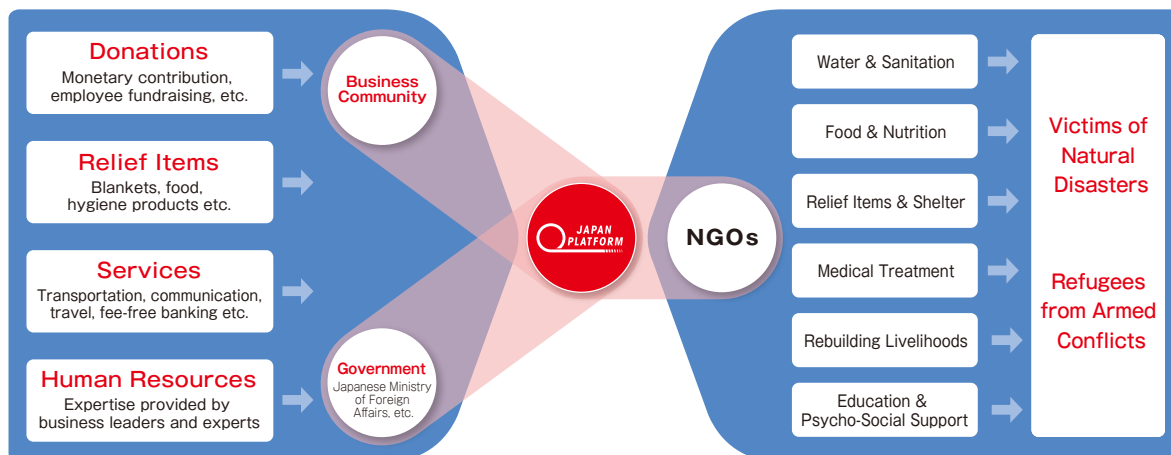 Donations
Monetary contribution,
employee fundraising, etc.
Relief Items
Blankets, food,
hygiene products etc.
Services
Transportation, communication,
travel, fee-free banking etc.
Human Resources
Expertise provided by
business leaders and experts
Business
Community
Government
Japanese Ministry
of Foreign
Affairs, etc.
JAPAN
PLATFORM
NGOs
Water & Sanitation
Food & Nutrition
Relief Items & Shelter
Medical Treatment
Rebuilding Livelihoods
Education &
Psycho-Social Support
Victims of
Natural
Disasters
Refugees
from Armed
Conflicts